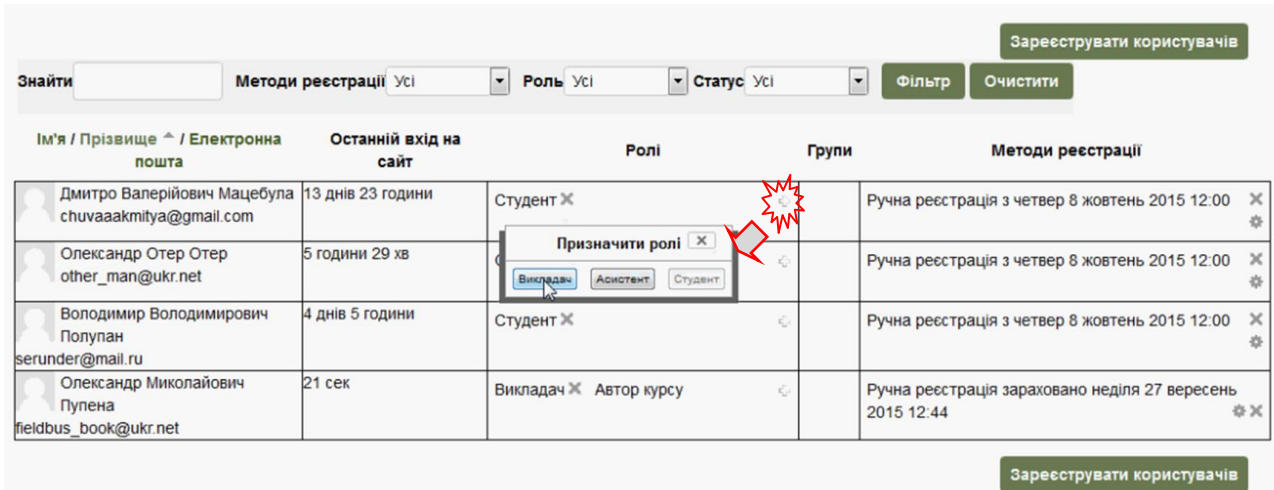 Зареєструвати користувачів
Знайти Методи реєстрації Усі Роль Усі Статус Усі Фільтр Очистити
Ім'я / Прізвище / Електронна пошта
Останній вхід на сайт
Ролі
Групи
Методи реєстрації
Дмитро Валерійович Мацебула 13 днів 23 години
chuvaaakmitya@gmail.com
Студент
Ручна реєстрація з четвер 8 жовтень 2015 12:00
Призначити ролі
Викладач Асистент Студент
Олександр Отер Отер 5 години 29 хв
other_man@ukr.net
Ручна реєстрація з четвер 8 жовтень 2015 12:00
Володимир Володимирович 4 днів 5 години
Полупан
serunder@mail.ru
Студент
Ручна реєстрація з четвер 8 жовтень 2015 12:00
Олександр Миколайович 21 сек
Пупена
fieldbus_book@ukr.net
Викладач Автор курсу
Ручна реєстрація зараховано неділя 27 вересень
2015 12:44
Зареєструвати користувачів